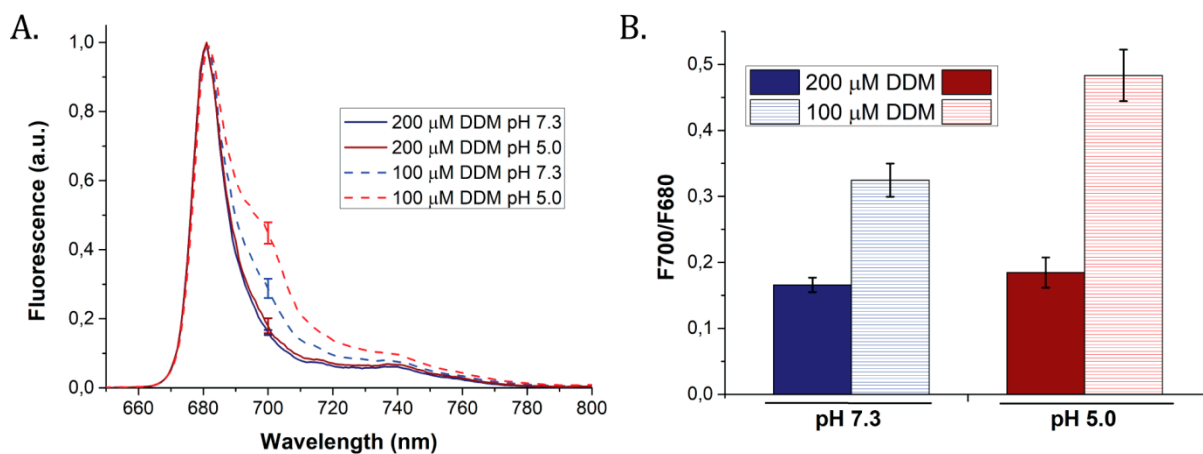 A.
1,0
0,8
0,6
0,4
0,2
0,0
Fluorescence (a.u.)
200 μM DDM pH 7.3
200 μM DDM pH 5.0
100 μM DDM pH 7.3
100 μM DDM pH 5.0
660 680 700 720 740 760 780 800
Wavelength (nm)
B.
0,5
0,4
0,3
0,2
0,1
0,0
F700/F680
200 μM DDM
100 μM DDM
pH 7.3 pH 5.0